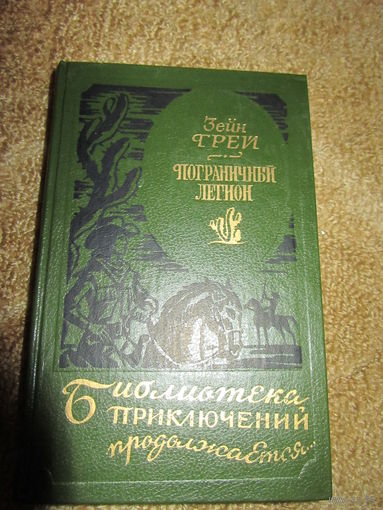 Зейн
ГРЕЙ
ПОГРАНИЧНЫЙ
ЛЕГИОН
Библиотека
ПРИКЛЮЧЕНИЙ
продолжается...